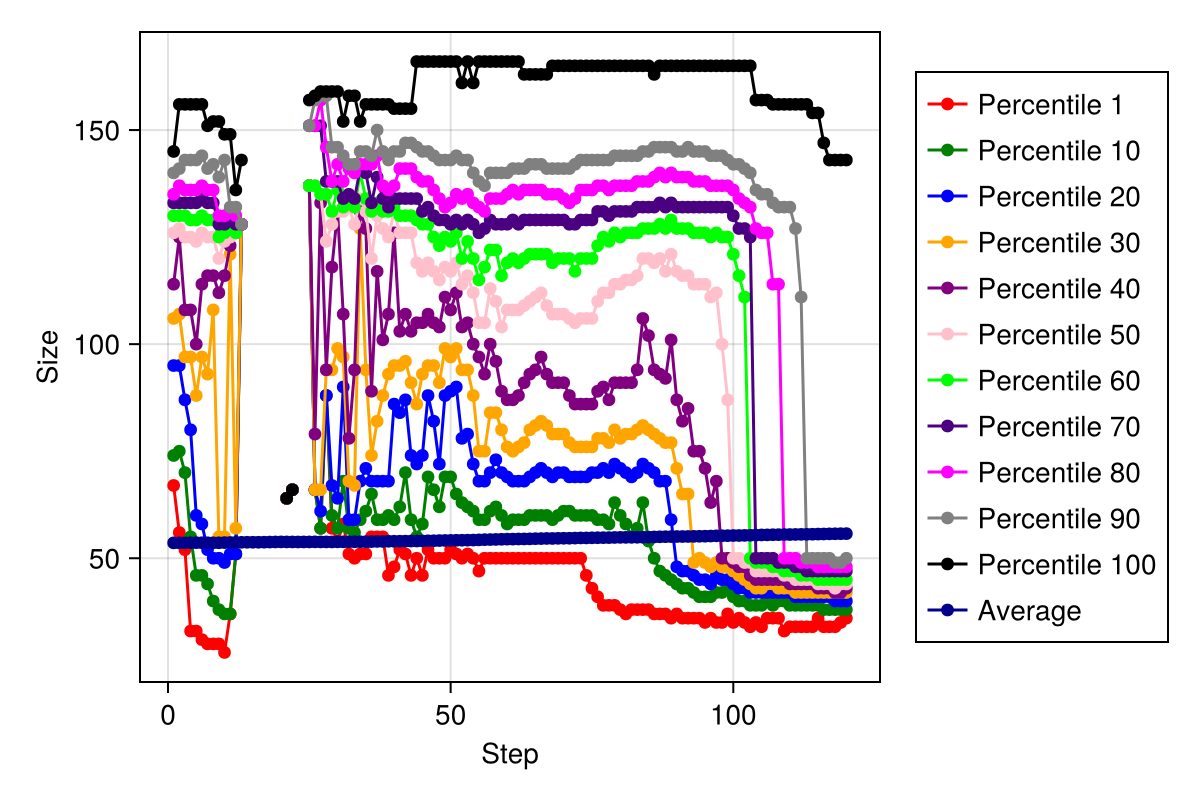 150
100
50
Size
0
50
100
Step
Percentile 1
Percentile 10
Percentile 20
Percentile 30
Percentile 40
Percentile 50
Percentile 60
Percentile 70
Percentile 80
Percentile 90
Percentile 100
Average